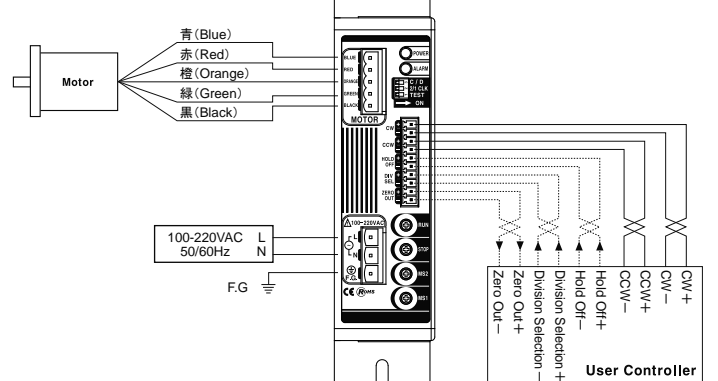 青(Blue)
赤(Red)
橙(Orange)
緑(Green)
黒(Black)
Motor
100-220VAC L
50/60Hz N
F.G
BLUE
RED
ORANGE
GREEN
BLACK
MOTOR
POWER
ALARM
C / D
2/1 CLK
TEST
ON
CW
CCW
HOLD
OFF
DIV
SEL
ZERO
OUT
100-220VAC
L
N
F.G.
CE RoHS
RUN
STOP
MS2
MS1
Zero Out−
Zero Out+
Division Selection −
Division Selection +
Hold Off−
Hold Off+
CCW−
CCW+
CW−
CW+
User Controller